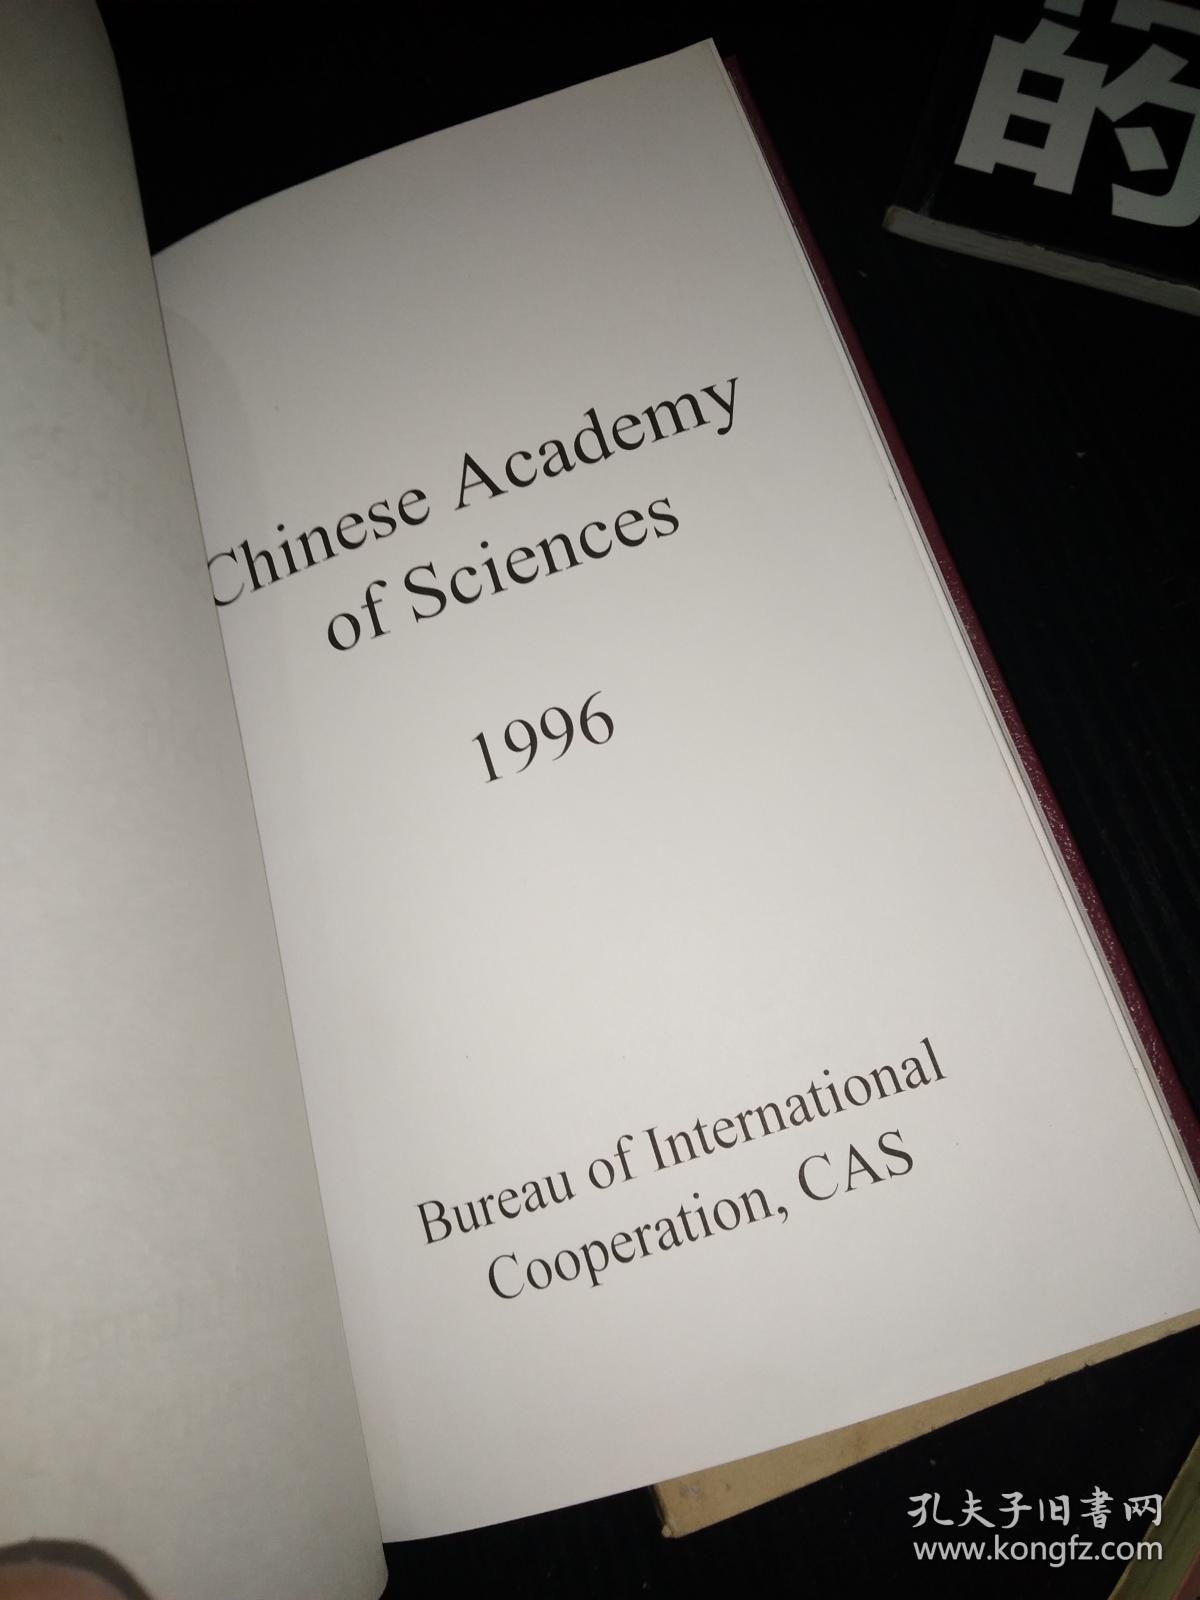 的
Chinese Academy
of Sciences
1996
Bureau of International
Cooperation, CAS
孔夫子旧書网
www.kongfz.com